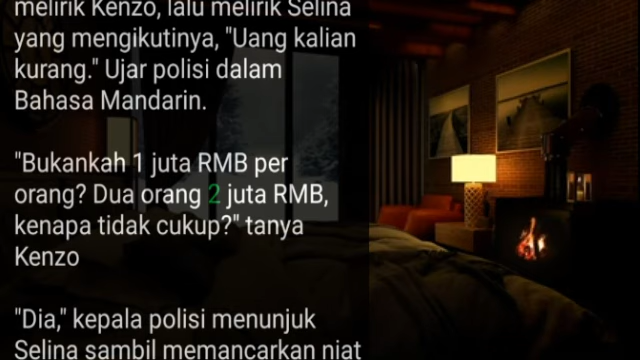 melirik Kenzo, lalu melirik Selina
yang mengikutinya, "Uang kalian
kurang." Ujar polisi dalam
Bahasa Mandarin.
"Bukankah 1 juta RMB per
orang? Dua orang 2 juta RMB,
kenapa tidak cukup?" tanya
Kenzo
"Dia," kepala polisi menunjuk
Selina sambil memancarkan niat